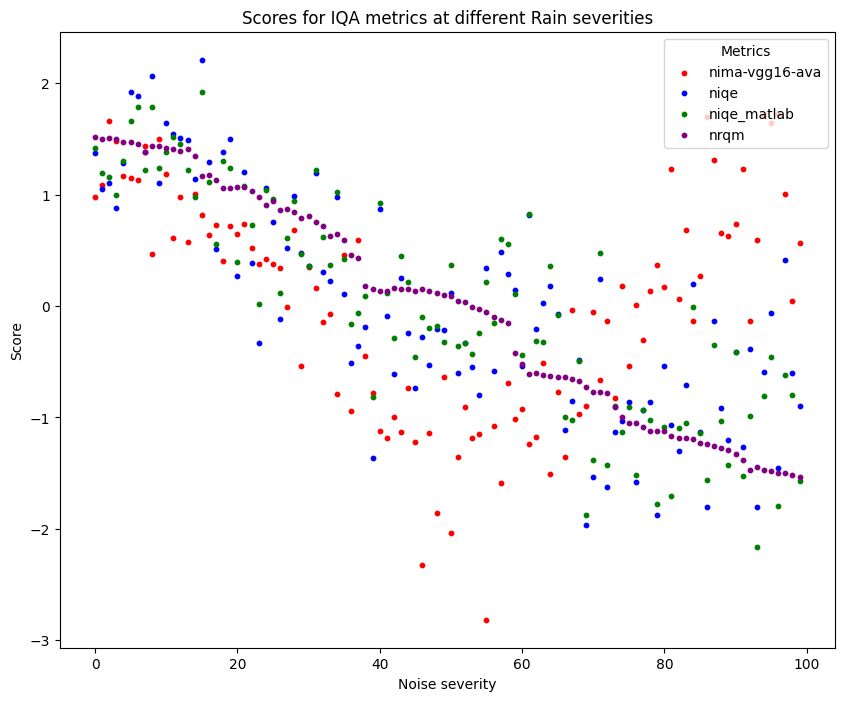 Scores for IQA metrics at different Rain severities
Metrics
nima-vgg16-ava
niqe
niqe_matlab
nrqm
2
1
0
−1
−2
−3
Score
0
20
40
60
80
100
Noise severity